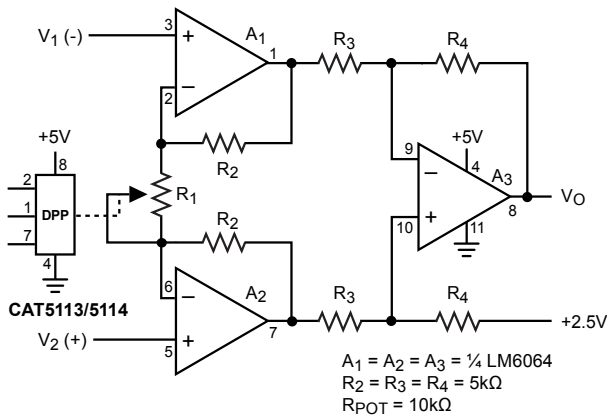 V1 (-)
3
+
A1
1
−
2
R3
R4
R2
+5V
8
2
1
7
DPP
4
R1
CAT5113/5114
R2
9
−
+5V
4
A3
8
VO
10
+
11
6
−
A2
7
V2 (+)
5
+
R3
R4
+2.5V
A1 = A2 = A3 = ¼ LM6064
R2 = R3 = R4 = 5kΩ
RPOT = 10kΩ